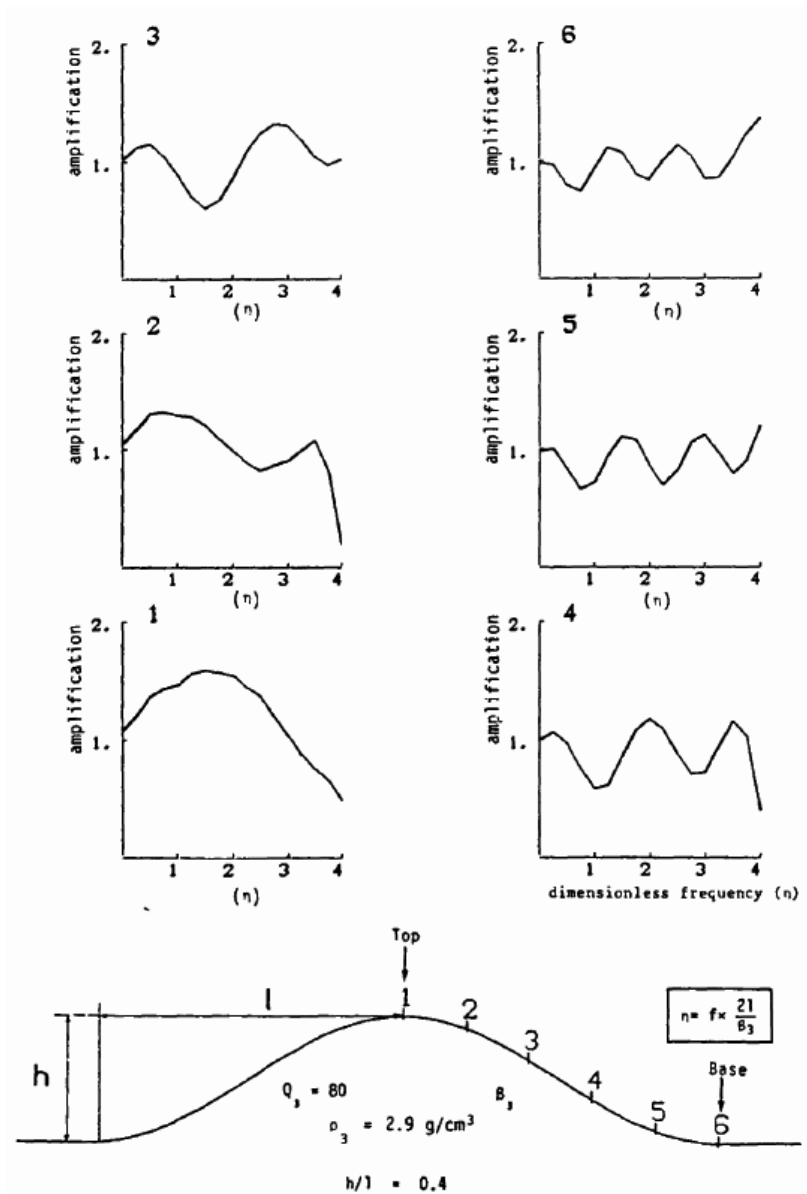 3
2.
1.
amplification
1 2 3 4
(η)
6
2.
1.
amplification
1 2 3 4
(η)
2
2.
1.
amplification
1 2 3 4
(η)
5
2.
1.
amplification
1 2 3 4
(η)
1
2.
1.
amplification
1 2 3 4
(η)
4
2.
1.
amplification
1 2 3 4
dimensionless frequency (η)
Top
l
1
2
3
4
5
6
h
η= f× 2l/β₃
Base
Q₃ = 80
β₃
ρ₃ = 2.9 g/cm³
h/l = 0.4